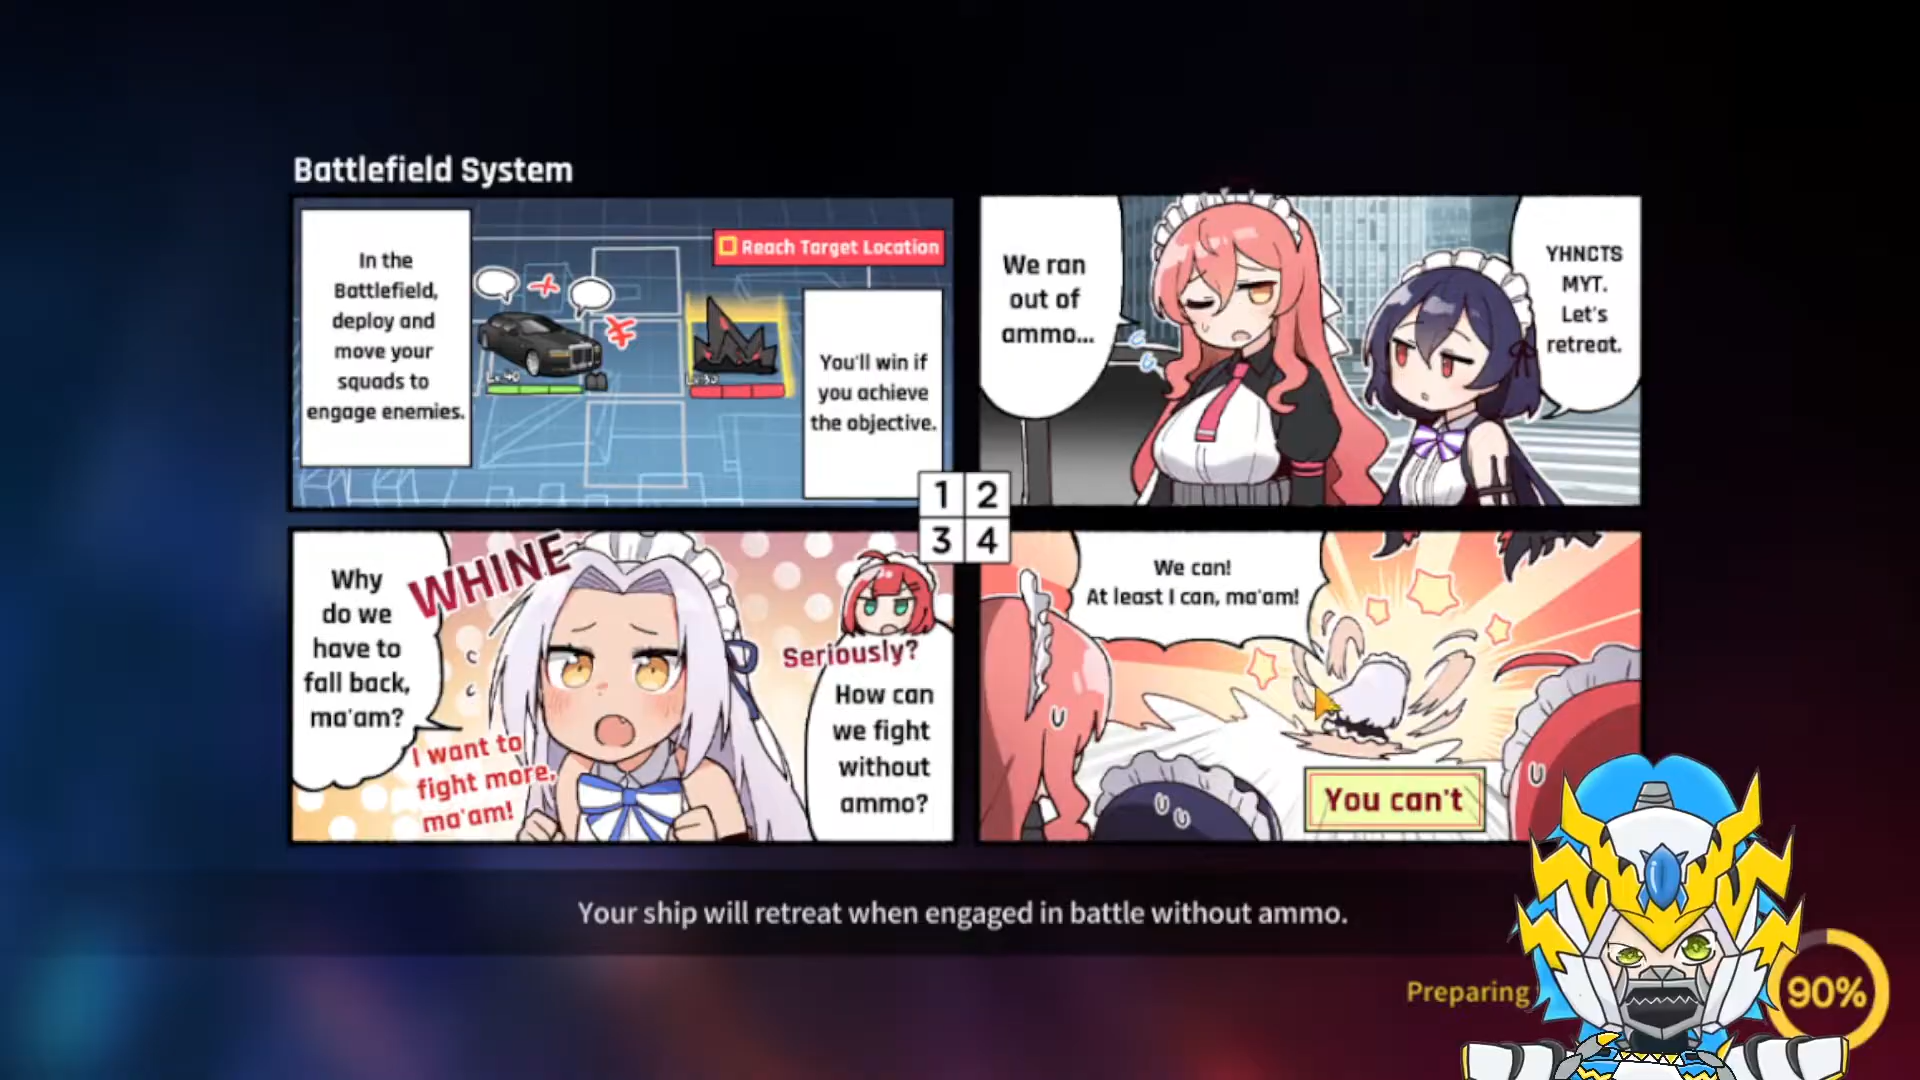 Battlefield System
In the
Battlefield,
deploy and
move your
squads to
engage enemies.
Reach Target Location
Lv.40
Lv.30
You'll win if
you achieve
the objective.
We ran
out of
ammo...
YHNCTS
MYT.
Let's
retreat.
1 2
3 4
Why
do we
have to
fall back,
ma'am?
WHINE
I want to
fight more,
ma'am!
Seriously?
How can
we fight
without
ammo?
We can!
At least I can, ma'am!
You can't
Your ship will retreat when engaged in battle without ammo.
Preparing
90%